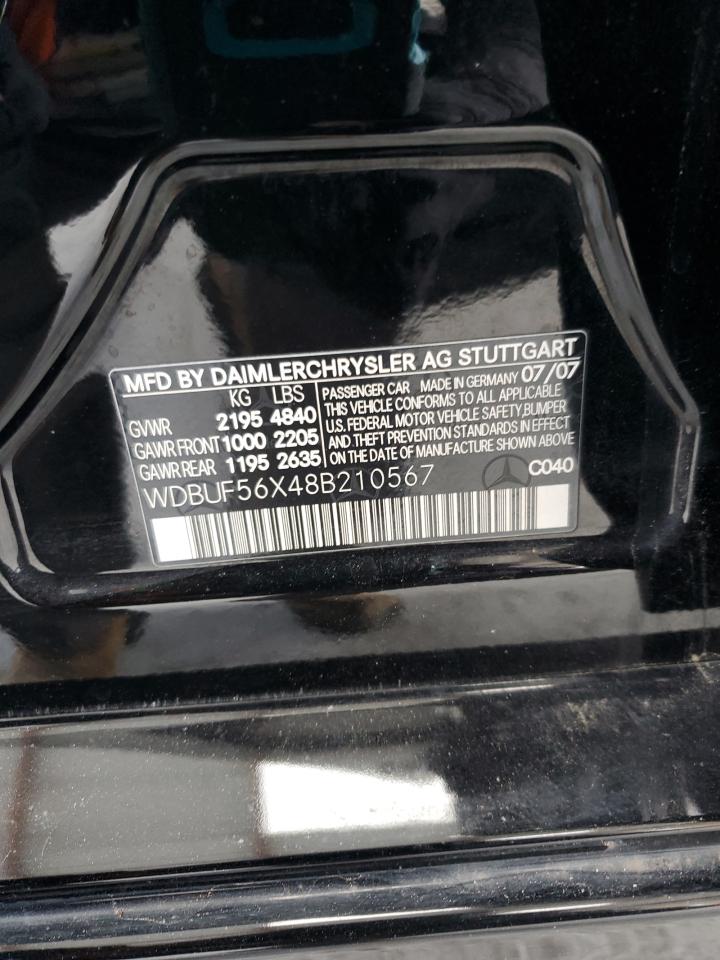 MFD BY DAIMLERCHRYSLER AG STUTTGART
KG LBS
GVWR 2195 4840
GAWR FRONT 1000 2205
GAWR REAR 1195 2635
PASSENGER CAR MADE IN GERMANY 07/07
THIS VEHICLE CONFORMS TO ALL APPLICABLE
U.S. FEDERAL MOTOR VEHICLE SAFETY,BUMPER
AND.THEFT PREVENTION STANDARDS IN EFFECT
ON THE DATE OF MANUFACTURE SHOWN ABOVE
WDBUF56X48B210567
C040